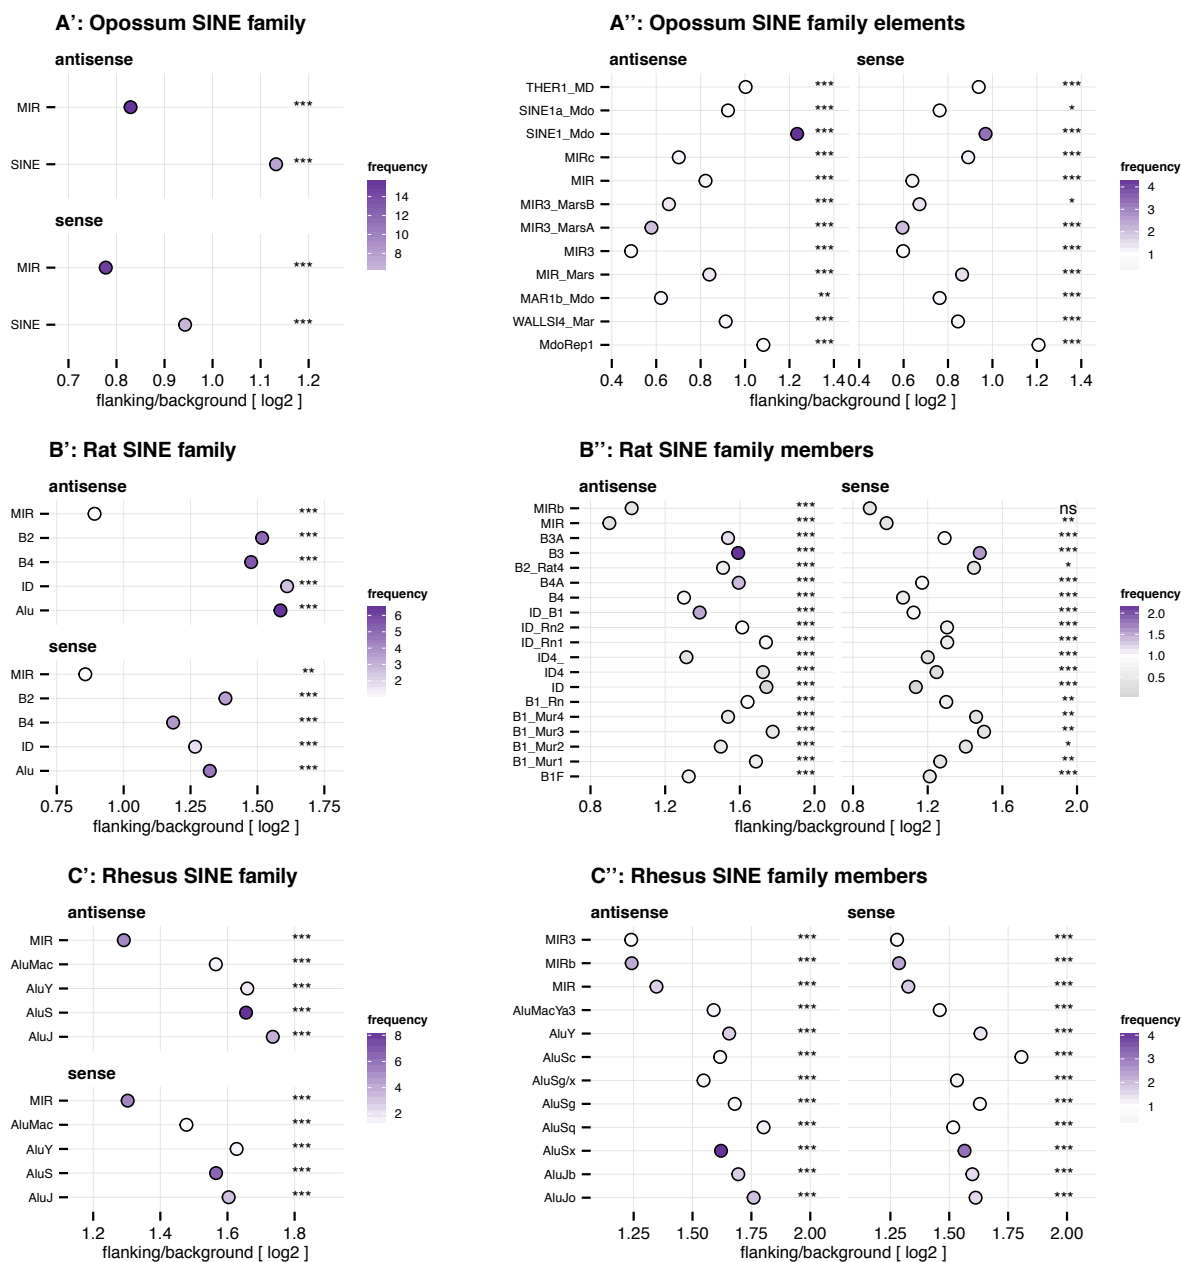 A’: Opossum SINE family
antisense
MIR
***
SINE
***
sense
MIR
***
SINE
***
0.7 0.8 0.9 1.0 1.1 1.2
flanking/background [ log2 ]
frequency
14
12
10
8
A’’: Opossum SINE family elements
antisense sense
THER1_MD *** ***
SINE1a_Mdo *** *
SINE1_Mdo *** ***
MIRc *** ***
MIR *** ***
MIR3_MarsB *** *
MIR3_MarsA *** ***
MIR3 *** ***
MIR_Mars *** ***
MAR1b_Mdo ** ***
WALLSI4_Mar *** ***
MdoRep1 *** ***
0.4 0.6 0.8 1.0 1.2 1.4 0.4 0.6 1.0 1.2 1.4
flanking/background [ log2 ]
frequency
4
3
2
1
B’: Rat SINE family
antisense
MIR ***
B2 ***
B4 ***
ID ***
Alu ***
sense
MIR **
B2 ***
B4 ***
ID ***
Alu ***
0.75 1.00 1.25 1.50 1.75
flanking/background [ log2 ]
frequency
6
5
4
3
2
B’’: Rat SINE family members
antisense sense
MIRb *** ns
MIR *** **
B3A *** ***
B3 *** ***
B2_Rat4 *** *
B4A *** ***
B4 *** ***
ID_B1 *** ***
ID_Rn2 *** ***
ID_Rn1 *** ***
ID4_ *** ***
ID4 *** ***
ID *** ***
B1_Rn *** **
B1_Mur4 *** **
B1_Mur3 *** **
B1_Mur2 *** *
B1_Mur1 *** **
B1F *** ***
0.8 1.2 1.6 2.0 0.8 1.2 1.6 2.0
flanking/background [ log2 ]
frequency
2.0
1.5
1.0
0.5
C’: Rhesus SINE family
antisense
MIR ***
AluMac ***
AluY ***
AluS ***
AluJ ***
sense
MIR ***
AluMac ***
AluY ***
AluS ***
AluJ ***
1.2 1.4 1.6 1.8
flanking/background [ log2 ]
frequency
8
6
4
2
C’’: Rhesus SINE family members
antisense sense
MIR3 *** ***
MIRb *** ***
MIR *** ***
AluMacYa3 *** ***
AluY *** ***
AluSc *** ***
AluSg/x *** ***
AluSg *** ***
AluSq *** ***
AluSx *** ***
AluJb *** ***
AluJo *** ***
1.25 1.50 1.75 2.00 1.25 1.50 1.75 2.00
flanking/background [ log2 ]
frequency
4
3
2
1